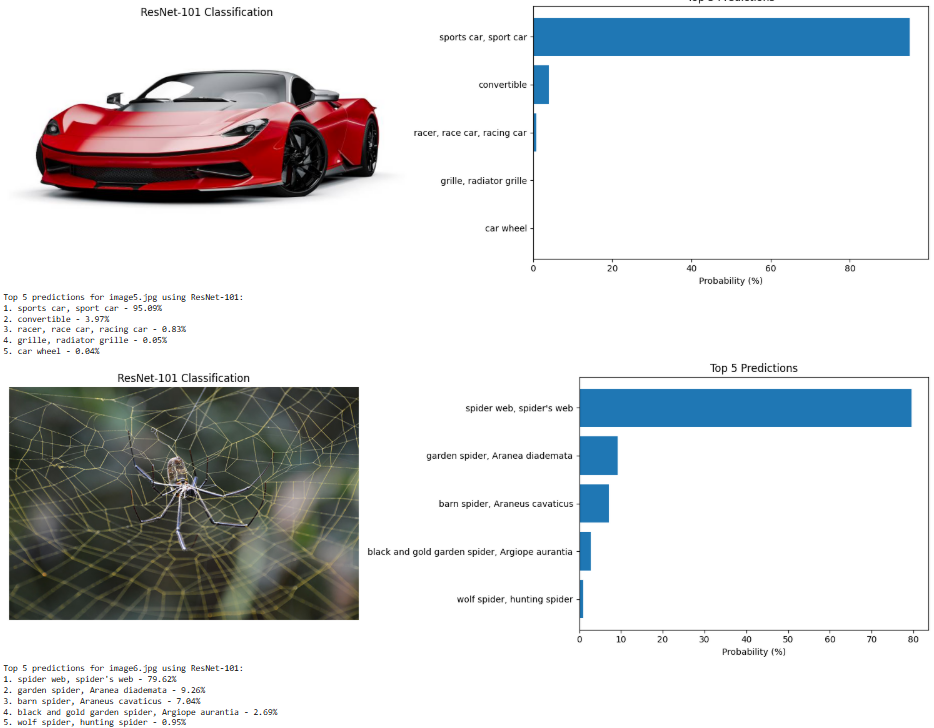 ResNet-101 Classification
Top 5 Predictions
sports car, sport car
convertible
racer, race car, racing car
grille, radiator grille
car wheel
0 20 40 60 80
Probability (%)
Top 5 predictions for image5.jpg using ResNet-101:
1. sports car, sport car - 95.09%
2. convertible - 3.97%
3. racer, race car, racing car - 0.83%
4. grille, radiator grille - 0.05%
5. car wheel - 0.04%
ResNet-101 Classification
Top 5 Predictions
spider web, spider's web
garden spider, Aranea diademata
barn spider, Araneus cavaticus
black and gold garden spider, Argiope aurantia
wolf spider, hunting spider
0 10 20 30 40 50 60 70 80
Probability (%)
Top 5 predictions for image6.jpg using ResNet-101:
1. spider web, spider's web - 79.62%
2. garden spider, Aranea diademata - 9.26%
3. barn spider, Araneus cavaticus - 7.04%
4. black and gold garden spider, Argiope aurantia - 2.69%
5. wolf spider, hunting spider - 0.95%